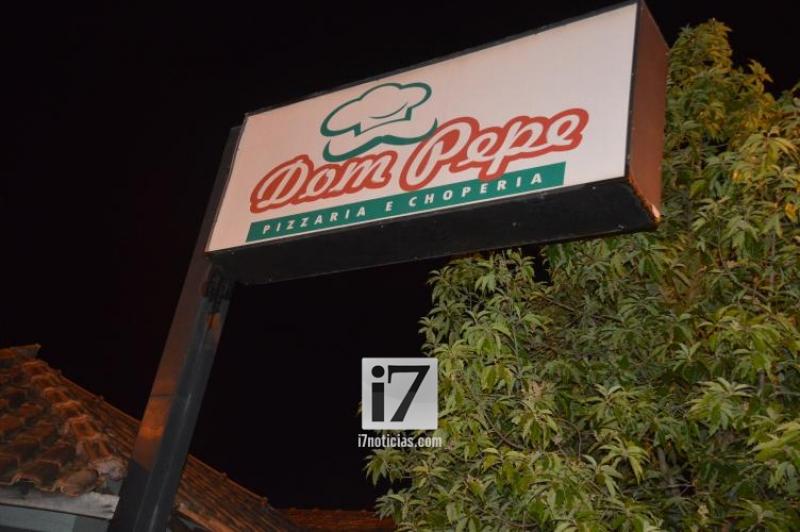 Dom Pepe
PIZZARIA E CHOPERIA
i7
i7noticias.com